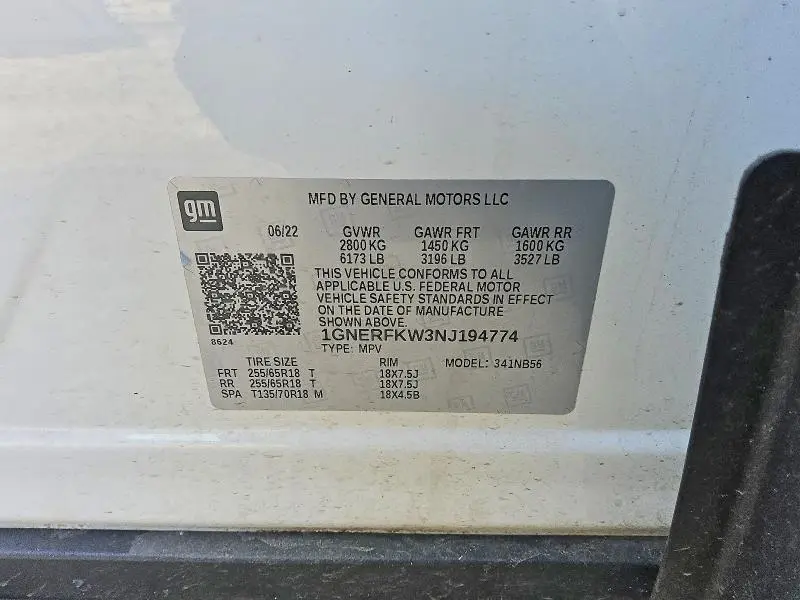 gm
MFD BY GENERAL MOTORS LLC
06/22 GVWR GAWR FRT GAWR RR
2800 KG 1450 KG 1600 KG
6173 LB 3196 LB 3527 LB
THIS VEHICLE CONFORMS TO ALL
APPLICABLE U.S. FEDERAL MOTOR
VEHICLE SAFETY STANDARDS IN EFFECT
ON THE DATE OF MANUFACTURE
SHOWN ABOVE.
8624
1GNERFKW3NJ194774
TYPE: MPV MODEL: 341NB56
TIRE SIZE RIM
FRT 255/65R18 T 18X7.5J
RR 255/65R18 T 18X7.5J
SPA T135/70R18 M 18X4.5B